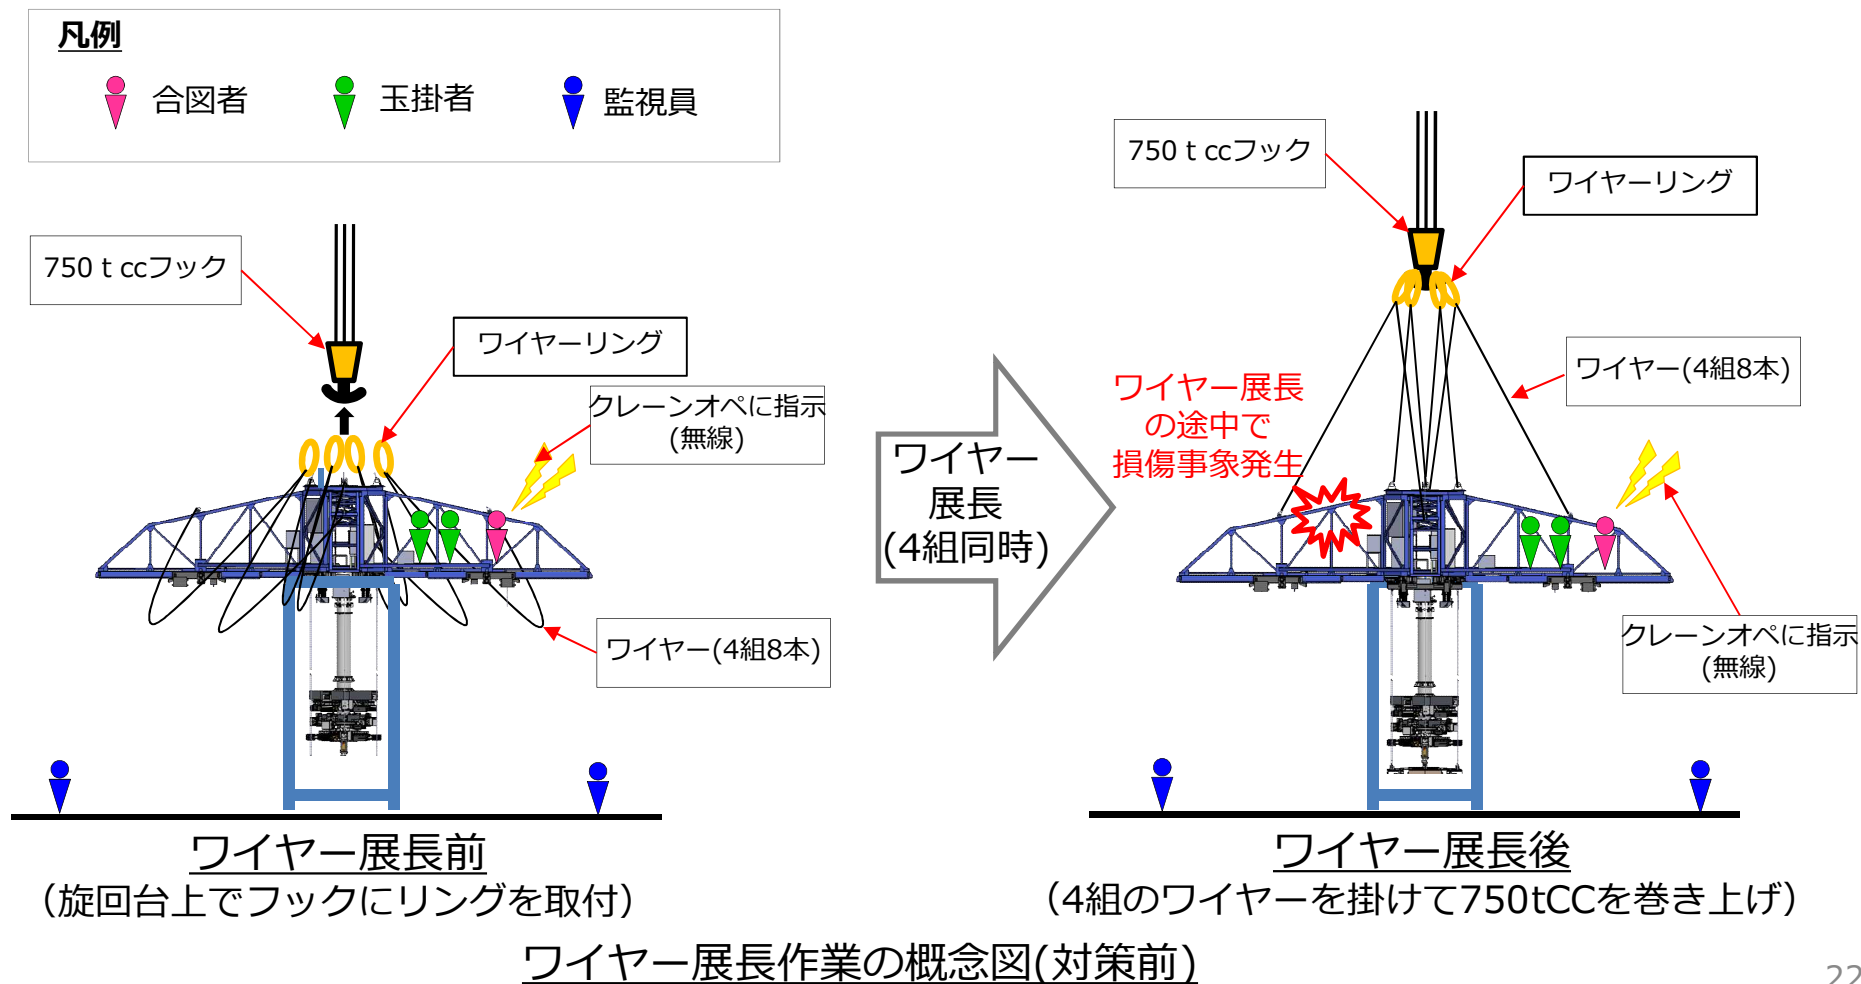 凡例
合図者
玉掛者
監視員
750ｔccフック
ワイヤーリング
クレーンオペに指示
(無線)
ワイヤー(4組8本)
ワイヤー展長前
（旋回台上でフックにリングを取付）
ワイヤー
展長
(4組同時)
750ｔccフック
ワイヤーリング
ワイヤー(4組8本)
ワイヤー展長
の途中で
損傷事象発生
クレーンオペに指示
(無線)
ワイヤー展長後
（4組のワイヤーを掛けて750tCCを巻き上げ）
ワイヤー展長作業の概念図(対策前)
22